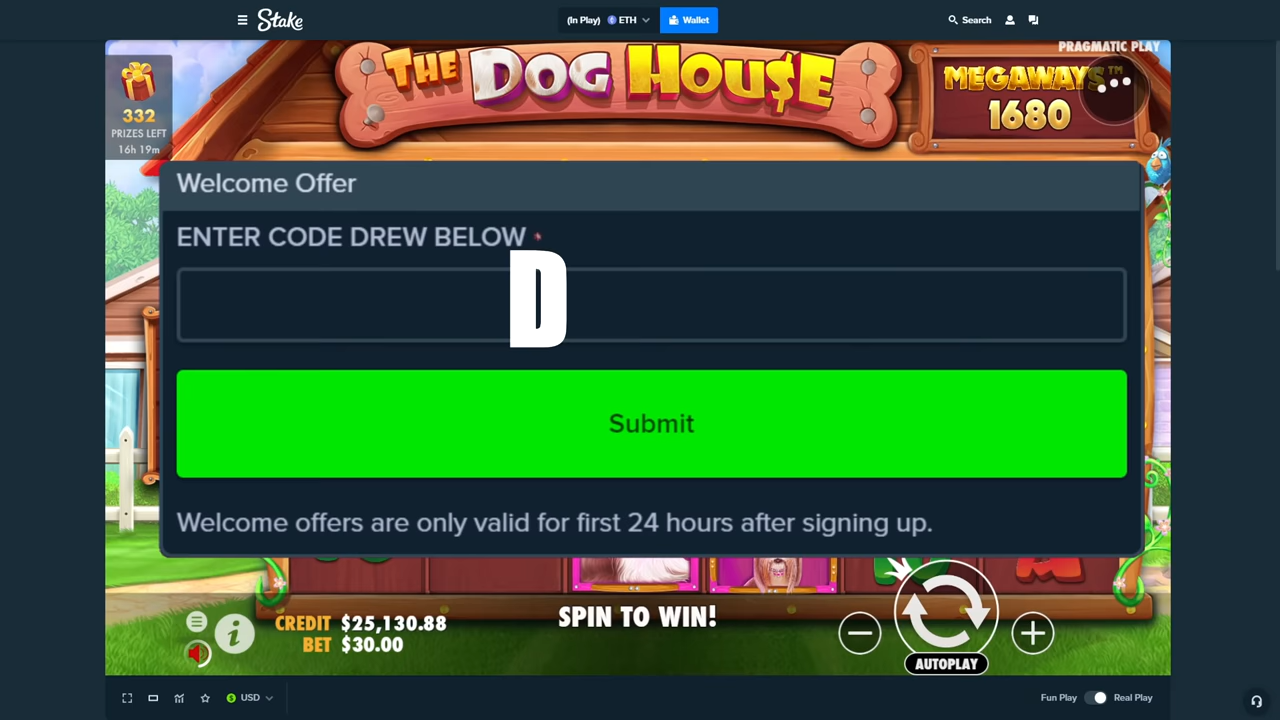 Stake
(In Play) ETH
Wallet
Search
PRAGMATIC PLAY
THE DOG HOU$E
MEGAWAYS™
1680
332
PRIZES LEFT
16h 19m
Welcome Offer
ENTER CODE DREW BELOW *
D
Submit
Welcome offers are only valid for first 24 hours after signing up.
CREDIT $25,130.88
BET $30.00
SPIN TO WIN!
AUTOPLAY
USD
Fun Play
Real Play